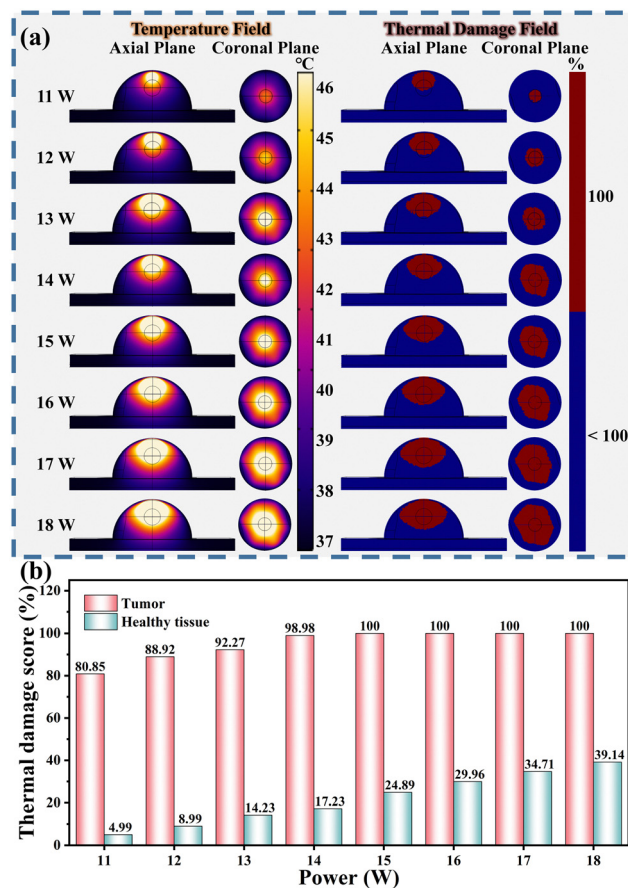 (a)
Temperature Field
Thermal Damage Field
Axial Plane Coronal Plane
Axial Plane Coronal Plane
°C
%
11 W
12 W
13 W
14 W
15 W
16 W
17 W
18 W
46
45
44
43
42
41
40
39
38
37
100
< 100
(b)
Thermal damage score (%)
120
100
80
60
40
20
0
Tumor
Healthy tissue
80.85
88.92
92.27
98.98
100
100
100
100
4.99
8.99
14.23
17.23
24.89
29.96
34.71
39.14
11 12 13 14 15 16 17 18
Power (W)